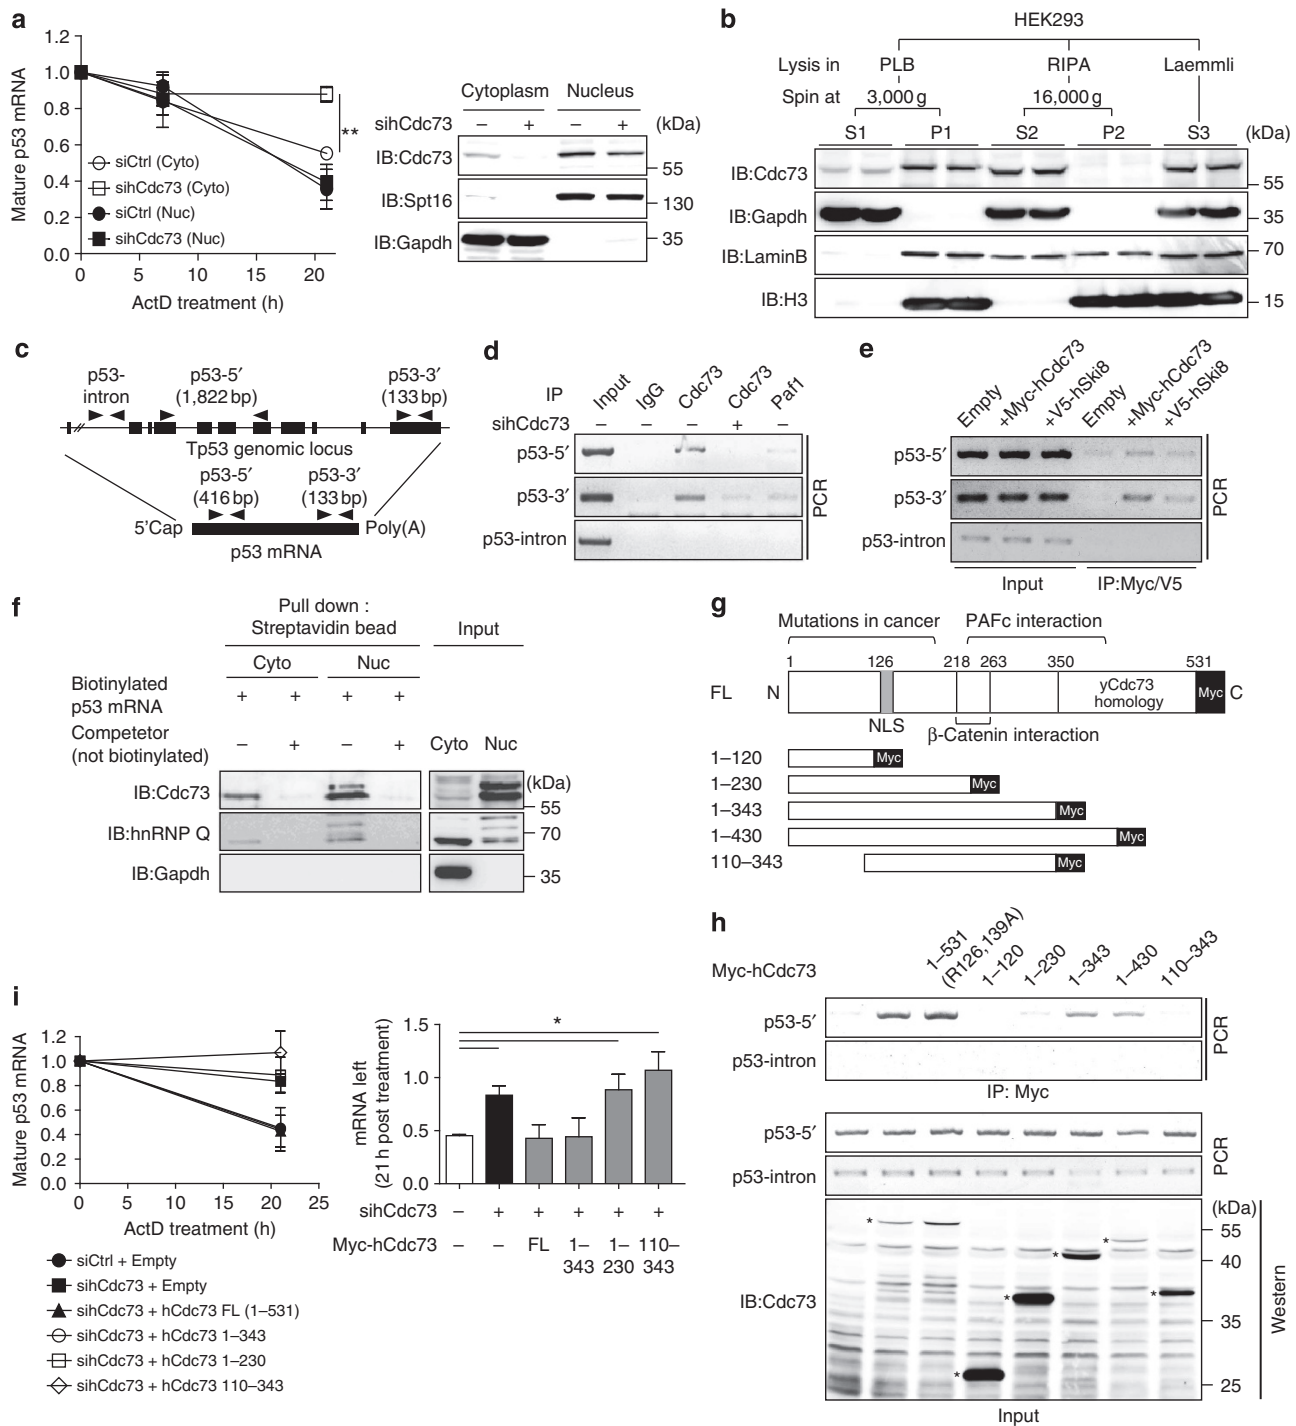 a
Mature p53 mRNA
1.2
1.0
0.8
0.6
0.4
0.2
0.0
0 5 10 15 20
ActD treatment (h)
**
siCtrl (Cyto)
sihCdc73 (Cyto)
siCtrl (Nuc)
sihCdc73 (Nuc)
Cytoplasm Nucleus
sihCdc73 – + – + (kDa)
IB:Cdc73 55
IB:Spt16 130
IB:Gapdh 35
b
HEK293
Lysis in PLB RIPA Laemmli
Spin at 3,000 g 16,000 g
S1 P1 S2 P2 S3 (kDa)
IB:Cdc73 55
IB:Gapdh 35
IB:LaminB 70
IB:H3 15
c
p53-intron
p53-5′ (1,822 bp)
p53-3′ (133 bp)
Tp53 genomic locus
p53-5′ (416 bp)
p53-3′ (133 bp)
5′Cap
Poly(A)
p53 mRNA
d
IP Input IgG Cdc73 Cdc73 Paf1
sihCdc73 – – – + –
p53-5′
p53-3′
p53-intron
PCR
e
Empty +Myc-hCdc73 +V5-hSki8 Empty +Myc-hCdc73 +V5-hSki8
p53-5′
p53-3′
p53-intron
PCR
Input IP:Myc/V5
f
Pull down :
Streptavidin bead Input
Cyto Nuc
Biotinylated
p53 mRNA + + + +
Competetor
(not biotinylated) – + – + Cyto Nuc
(kDa)
IB:Cdc73 55
IB:hnRNP Q 70
IB:Gapdh 35
g
Mutations in cancer PAFc interaction
1 126 218 263 350 531
FL N yCdc73 homology Myc C
NLS
β-Catenin interaction
1–120 Myc
1–230 Myc
1–343 Myc
1–430 Myc
110–343 Myc
h
Myc-hCdc73 1–531 (R126,139A) 1–120 1–230 1–343 1–430 110–343
p53-5′
p53-intron
PCR
IP: Myc
p53-5′
p53-intron
PCR
(kDa)
IB:Cdc73
* * * * * *
55
40
35
25
Western
Input
i
Mature p53 mRNA
1.2
1.0
0.8
0.6
0.4
0.2
0.0
0 5 10 15 20 25
ActD treatment (h)
siCtrl + Empty
sihCdc73 + Empty
sihCdc73 + hCdc73 FL (1–531)
sihCdc73 + hCdc73 1–343
sihCdc73 + hCdc73 1–230
sihCdc73 + hCdc73 110–343
mRNA left
(21 h post treatment)
1.5
1.0
0.5
0.0
*
sihCdc73 – + + + + +
Myc-hCdc73 – – FL 1–343 1–230 110–343